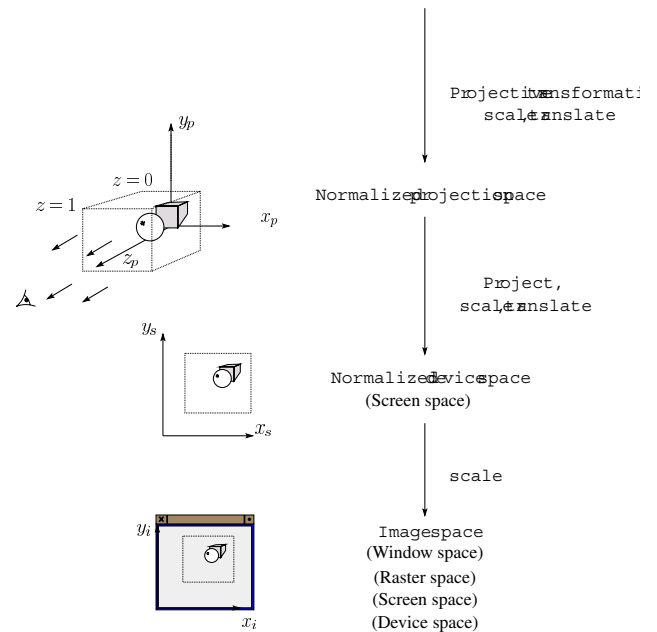 Projective transformati
scale, translate
y_p
z = 0
z = 1
x_p
z_p
Normalized projection space
Project,
scale, translate
y_s
x_s
Normalized device space
(Screen space)
scale
y_i
x_i
Image space
(Window space)
(Raster space)
(Screen space)
(Device space)